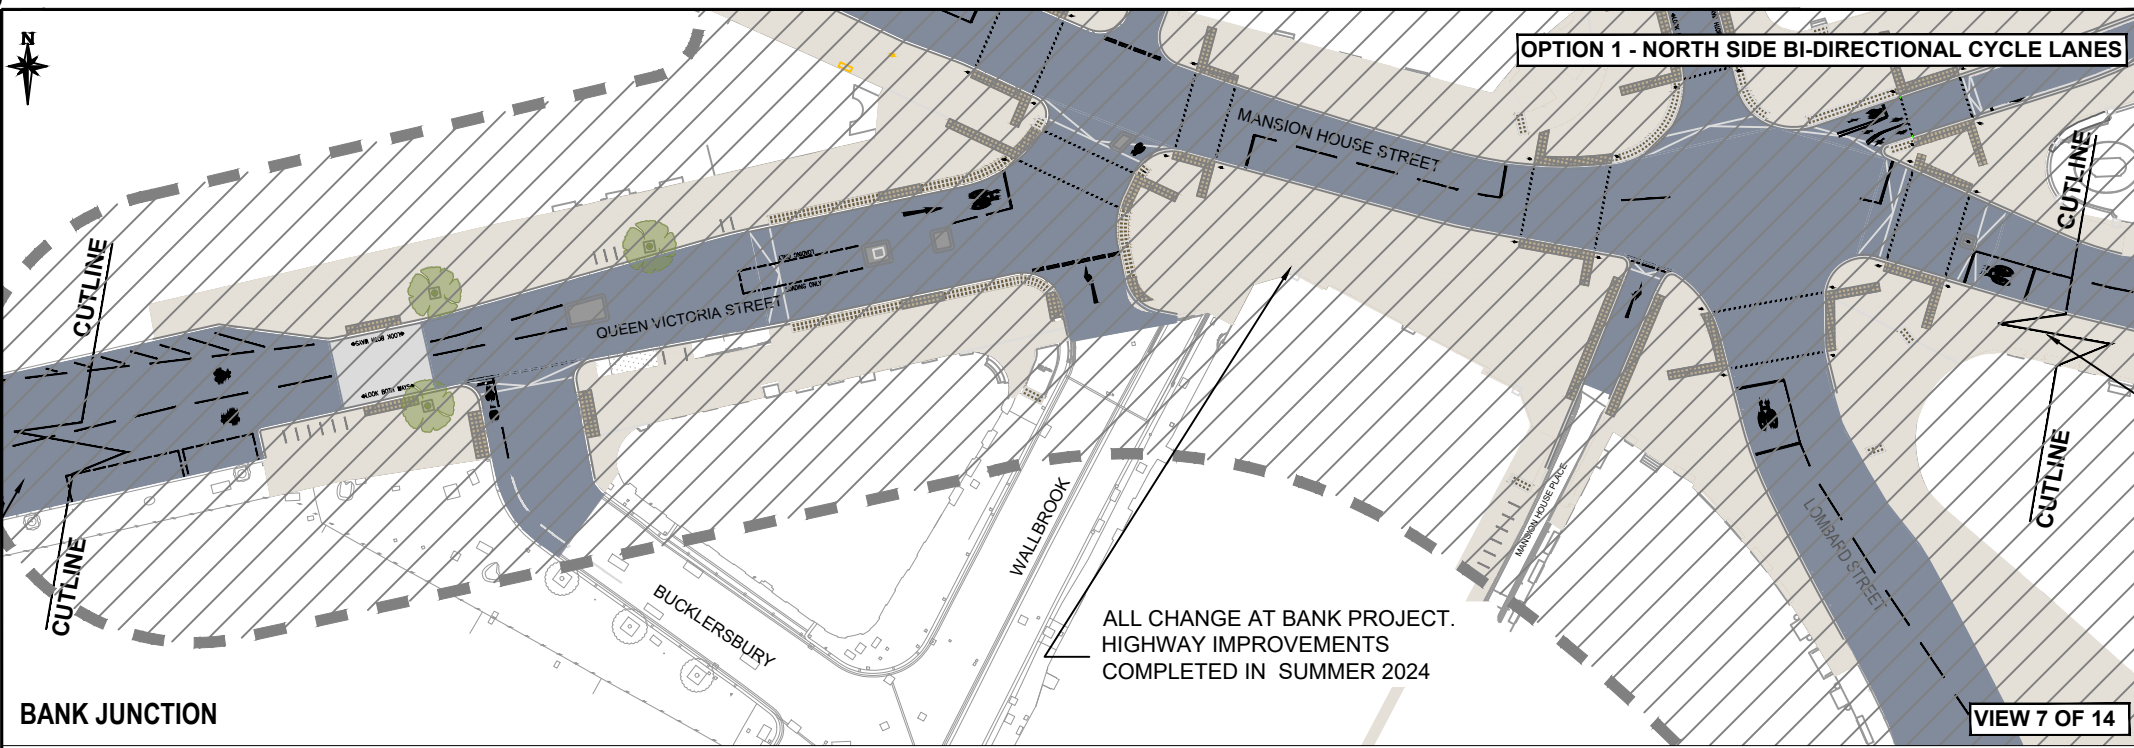 N
OPTION 1 - NORTH SIDE BI-DIRECTIONAL CYCLE LANES
MANSION HOUSE STREET
CUTLINE
CUTLINE
LOADING ONLY
QUEEN VICTORIA STREET
LOOK BOTH WAYS
LOOK BOTH WAYS
CUTLINE
CUTLINE
WALLBROOK
MANSION HOUSE PLACE
LOMBARD STREET
BUCKLERSBURY
ALL CHANGE AT BANK PROJECT.
HIGHWAY IMPROVEMENTS
COMPLETED IN SUMMER 2024
BANK JUNCTION
VIEW 7 OF 14